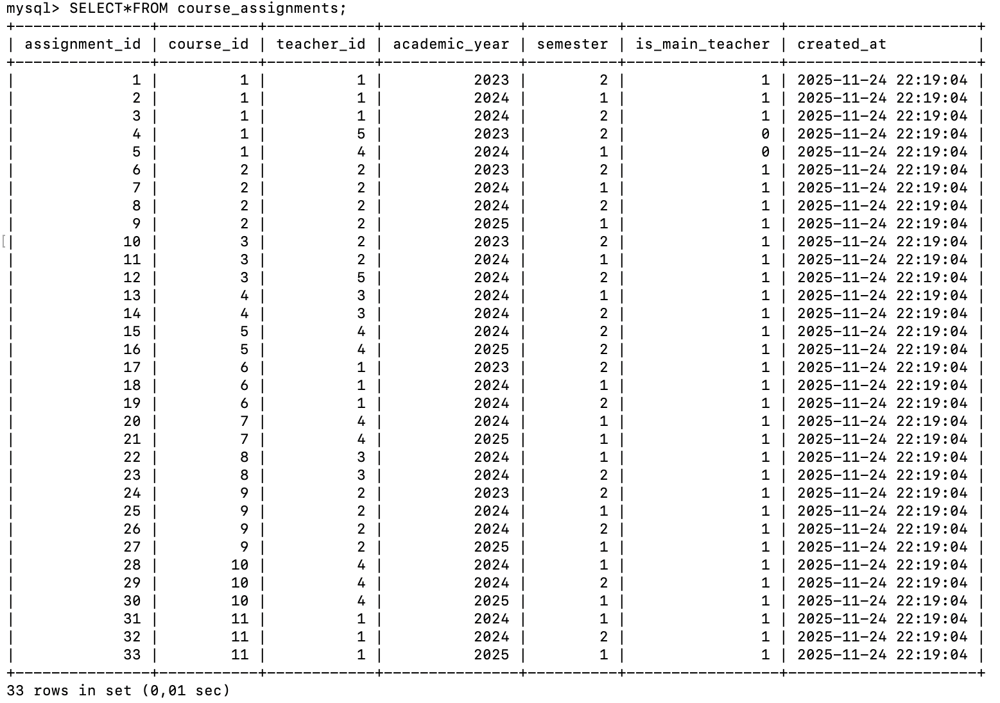 mysql> SELECT*FROM course_assignments;
+---------------+-----------+------------+---------------+----------+-----------------+---------------------+
| assignment_id | course_id | teacher_id | academic_year | semester | is_main_teacher | created_at          |
+---------------+-----------+------------+---------------+----------+-----------------+---------------------+
|             1 |         1 |          1 |          2023 |        2 |               1 | 2025-11-24 22:19:04 |
|             2 |         1 |          1 |          2024 |        1 |               1 | 2025-11-24 22:19:04 |
|             3 |         1 |          1 |          2024 |        2 |               1 | 2025-11-24 22:19:04 |
|             4 |         1 |          5 |          2023 |        2 |               0 | 2025-11-24 22:19:04 |
|             5 |         1 |          4 |          2024 |        1 |               0 | 2025-11-24 22:19:04 |
|             6 |         2 |          2 |          2023 |        2 |               1 | 2025-11-24 22:19:04 |
|             7 |         2 |          2 |          2024 |        1 |               1 | 2025-11-24 22:19:04 |
|             8 |         2 |          2 |          2024 |        2 |               1 | 2025-11-24 22:19:04 |
|             9 |         2 |          2 |          2025 |        1 |               1 | 2025-11-24 22:19:04 |
[|            10 |         3 |          2 |          2023 |        2 |               1 | 2025-11-24 22:19:04 |
|            11 |         3 |          2 |          2024 |        1 |               1 | 2025-11-24 22:19:04 |
|            12 |         3 |          5 |          2024 |        2 |               1 | 2025-11-24 22:19:04 |
|            13 |         4 |          3 |          2024 |        1 |               1 | 2025-11-24 22:19:04 |
|            14 |         4 |          3 |          2024 |        2 |               1 | 2025-11-24 22:19:04 |
|            15 |         5 |          4 |          2024 |        2 |               1 | 2025-11-24 22:19:04 |
|            16 |         5 |          4 |          2025 |        2 |               1 | 2025-11-24 22:19:04 |
|            17 |         6 |          1 |          2023 |        2 |               1 | 2025-11-24 22:19:04 |
|            18 |         6 |          1 |          2024 |        1 |               1 | 2025-11-24 22:19:04 |
|            19 |         6 |          1 |          2024 |        2 |               1 | 2025-11-24 22:19:04 |
|            20 |         7 |          4 |          2024 |        1 |               1 | 2025-11-24 22:19:04 |
|            21 |         7 |          4 |          2025 |        1 |               1 | 2025-11-24 22:19:04 |
|            22 |         8 |          3 |          2024 |        1 |               1 | 2025-11-24 22:19:04 |
|            23 |         8 |          3 |          2024 |        2 |               1 | 2025-11-24 22:19:04 |
|            24 |         9 |          2 |          2023 |        2 |               1 | 2025-11-24 22:19:04 |
|            25 |         9 |          2 |          2024 |        1 |               1 | 2025-11-24 22:19:04 |
|            26 |         9 |          2 |          2024 |        2 |               1 | 2025-11-24 22:19:04 |
|            27 |         9 |          2 |          2025 |        1 |               1 | 2025-11-24 22:19:04 |
|            28 |        10 |          4 |          2024 |        1 |               1 | 2025-11-24 22:19:04 |
|            29 |        10 |          4 |          2024 |        2 |               1 | 2025-11-24 22:19:04 |
|            30 |        10 |          4 |          2025 |        1 |               1 | 2025-11-24 22:19:04 |
|            31 |        11 |          1 |          2024 |        1 |               1 | 2025-11-24 22:19:04 |
|            32 |        11 |          1 |          2024 |        2 |               1 | 2025-11-24 22:19:04 |
|            33 |        11 |          1 |          2025 |        1 |               1 | 2025-11-24 22:19:04 |
+---------------+-----------+------------+---------------+----------+-----------------+---------------------+
33 rows in set (0,01 sec)